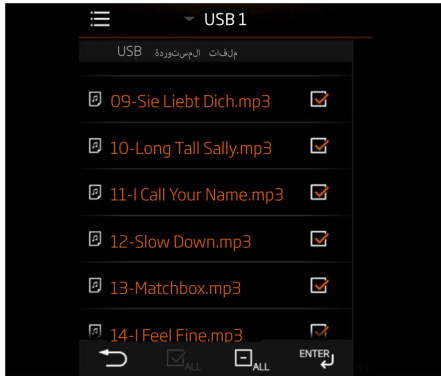 USB 1
ملفات المستوردة USB
09-Sie Liebt Dich.mp3
10-Long Tall Sally.mp3
11-I Call Your Name.mp3
12-Slow Down.mp3
13-Matchbox.mp3
14-I Feel Fine.mp3
ALL ALL ENTER